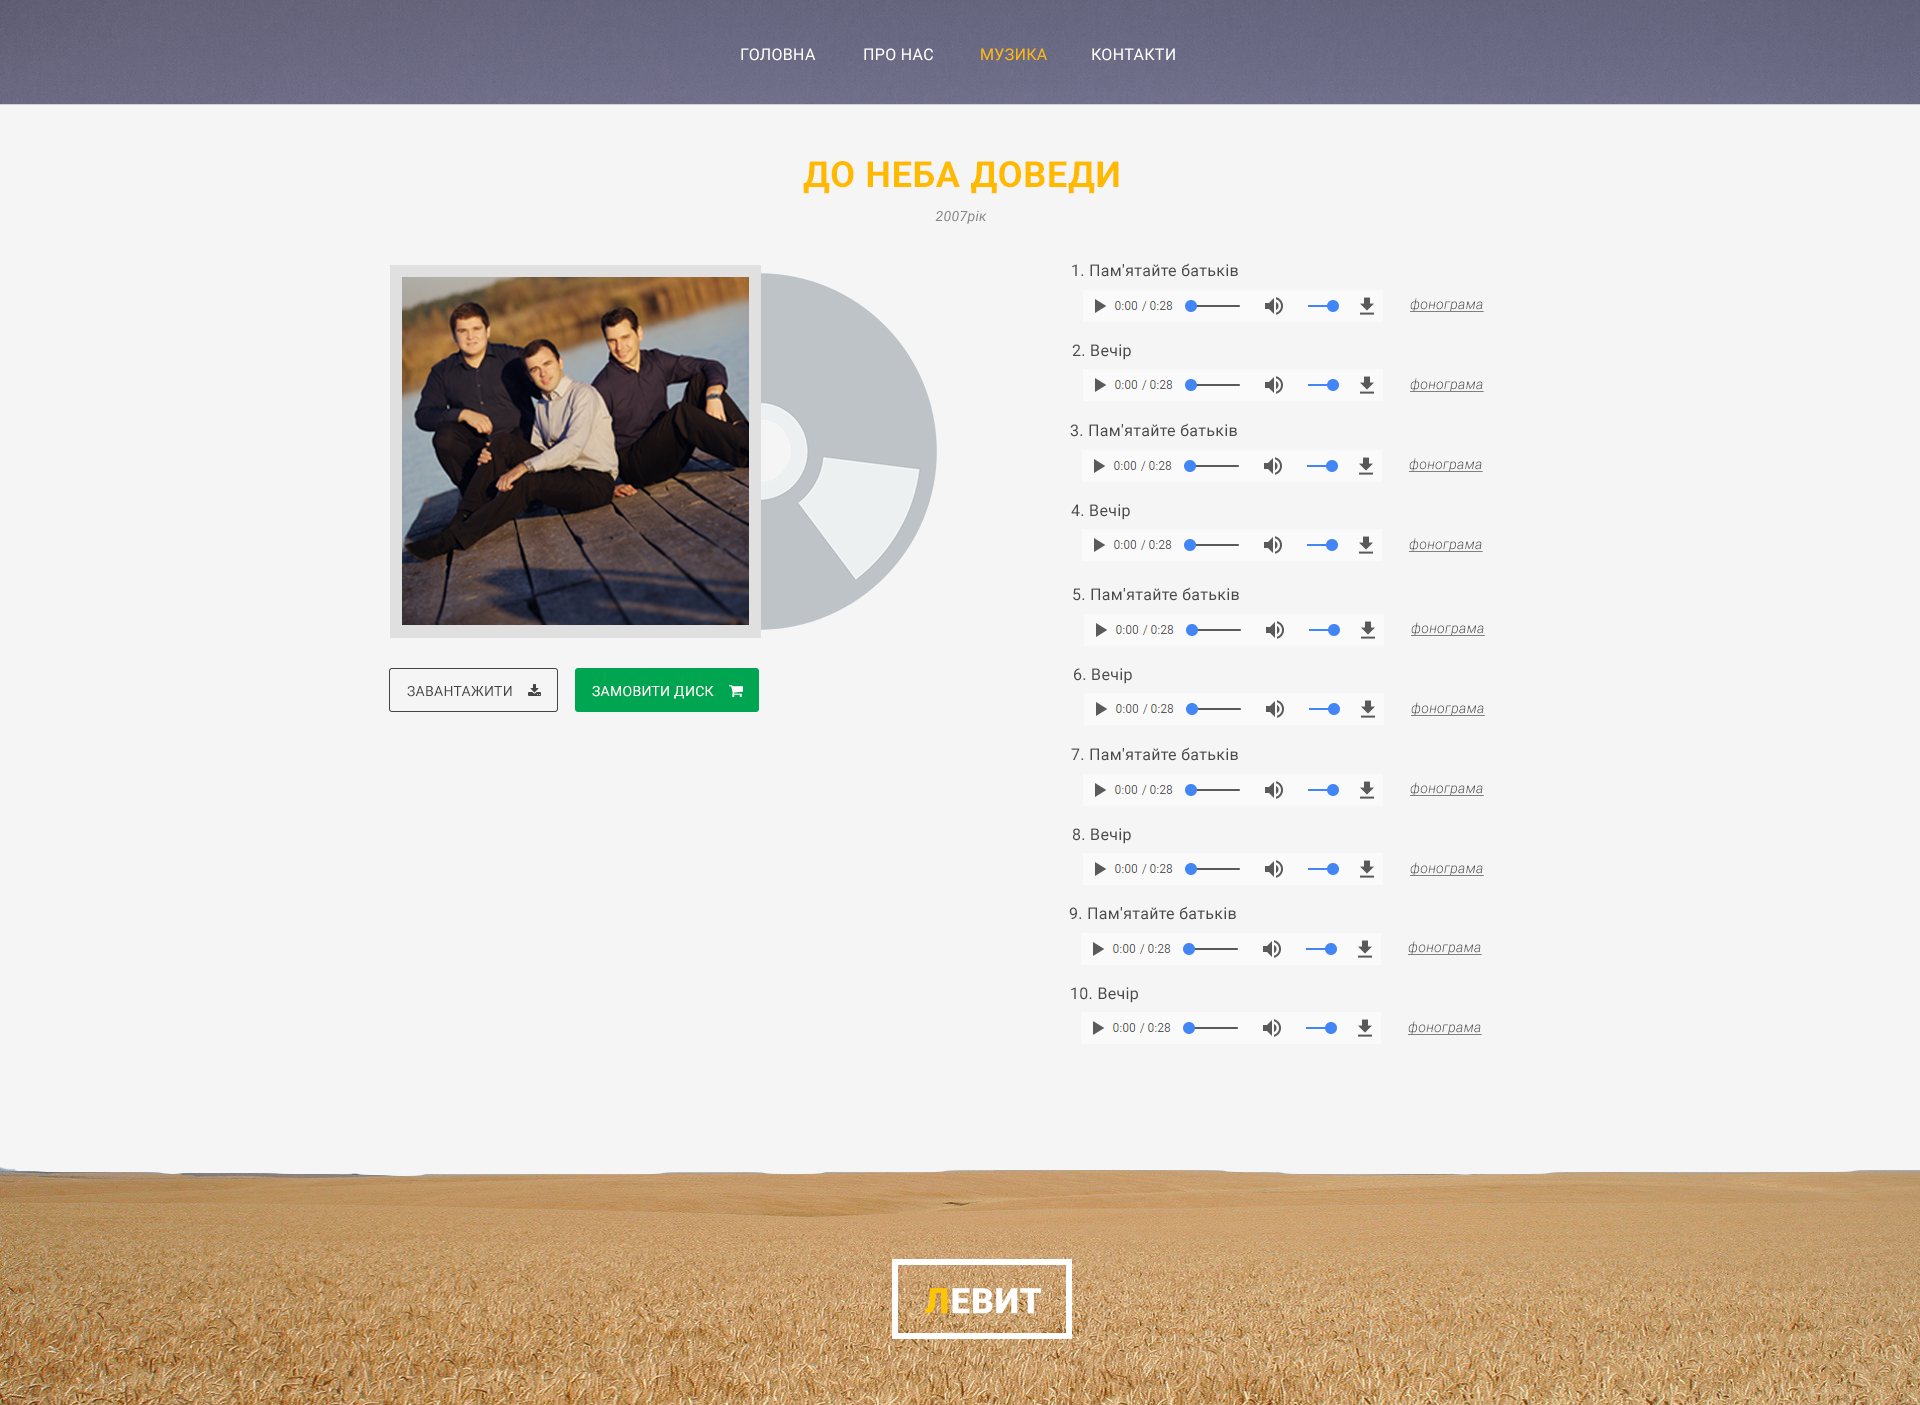 ГОЛОВНА ПРО НАС МУЗИКА КОНТАКТИ
ДО НЕБА ДОВЕДИ
2007рік
1. Пам'ятайте батьків
0:00 / 0:28 фонограма
2. Вечір
0:00 / 0:28 фонограма
3. Пам'ятайте батьків
0:00 / 0:28 фонограма
4. Вечір
0:00 / 0:28 фонограма
5. Пам'ятайте батьків
0:00 / 0:28 фонограма
6. Вечір
0:00 / 0:28 фонограма
ЗАВАНТАЖИТИ ЗАМОВИТИ ДИСК
7. Пам'ятайте батьків
0:00 / 0:28 фонограма
8. Вечір
0:00 / 0:28 фонограма
9. Пам'ятайте батьків
0:00 / 0:28 фонограма
10. Вечір
0:00 / 0:28 фонограма
ЛЕВИТ